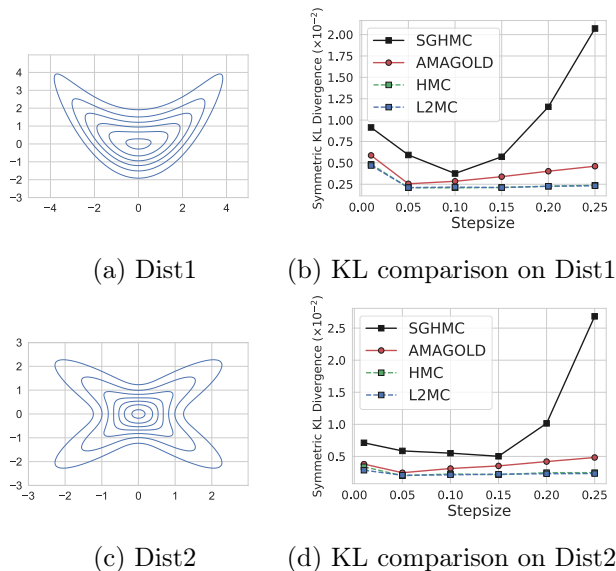 4
3
2
1
0
−1
−2
−3
−4 −2 0 2 4
(a) Dist1
Symmetric KL Divergence (×10⁻²)
2.00
1.75
1.50
1.25
1.00
0.75
0.50
0.25
0.00 0.05 0.10 0.15 0.20 0.25
Stepsize
SGHMC
AMAGOLD
HMC
L2MC
(b) KL comparison on Dist1
3
2
1
0
−1
−2
−3
−3 −2 −1 0 1 2 3
(c) Dist2
Symmetric KL Divergence (×10⁻²)
2.5
2.0
1.5
1.0
0.5
0.00 0.05 0.10 0.15 0.20 0.25
Stepsize
SGHMC
AMAGOLD
HMC
L2MC
(d) KL comparison on Dist2